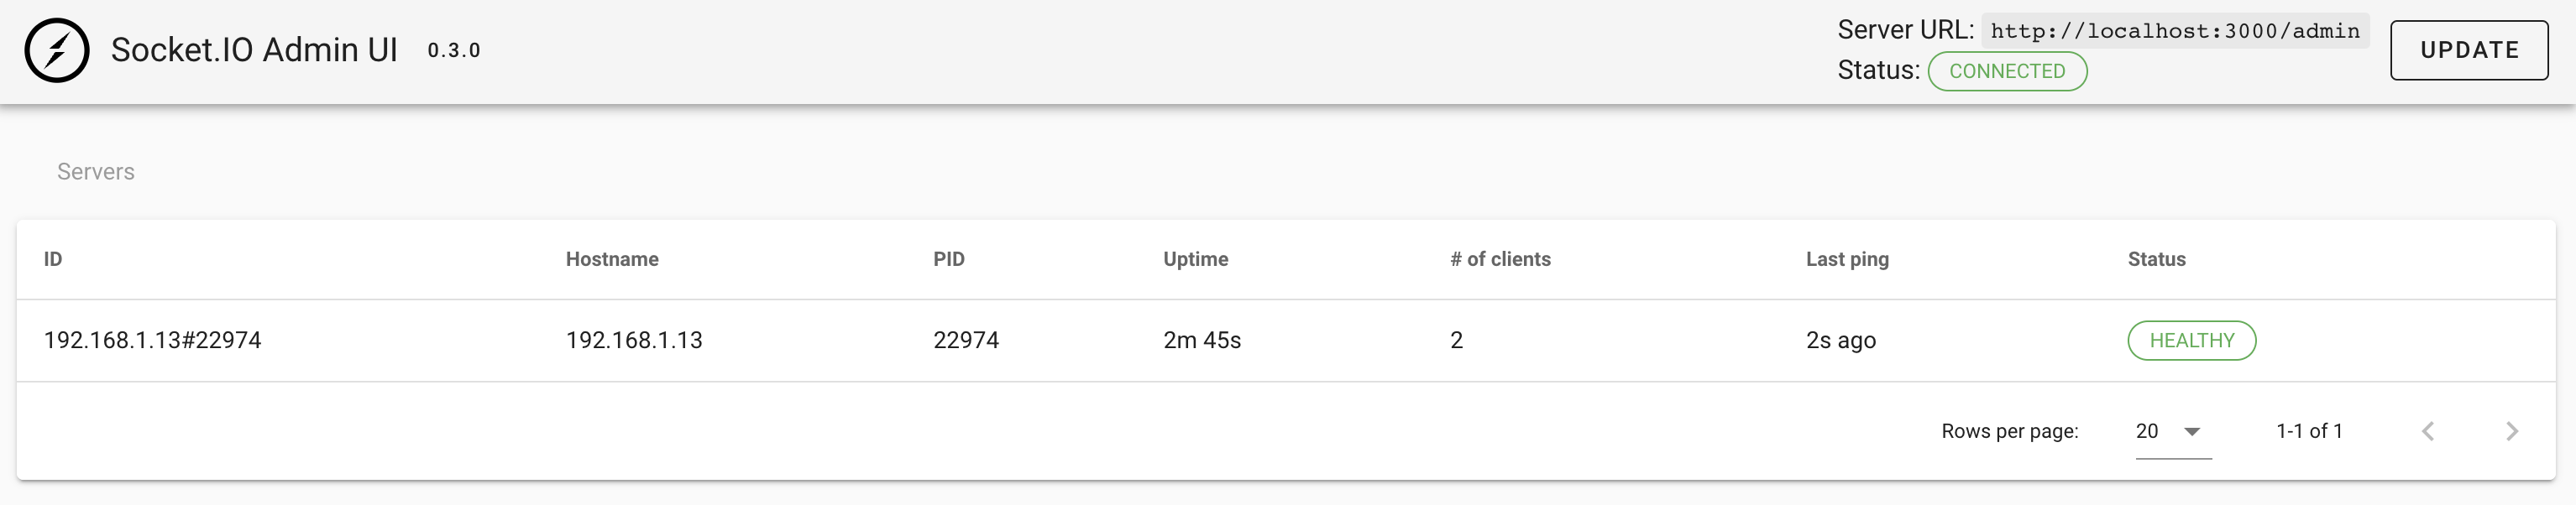 Socket.IO Admin UI 0.3.0
Server URL: http://localhost:3000/admin
Status: CONNECTED
UPDATE
Servers
ID Hostname PID Uptime # of clients Last ping Status
192.168.1.13#22974 192.168.1.13 22974 2m 45s 2 2s ago HEALTHY
Rows per page: 20 1-1 of 1